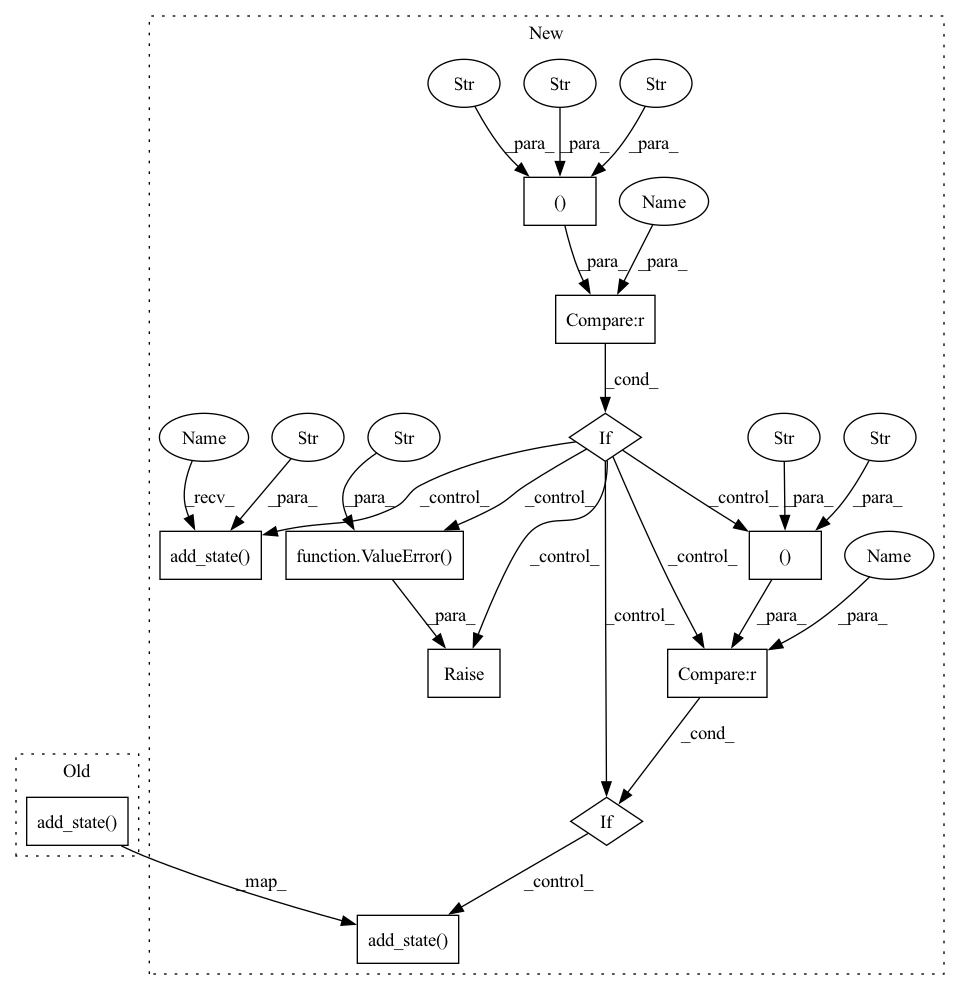 New
Str Str Str
_para_ _para_ _para_
() Name
_para_ _para_
Compare:r
_cond_
Name Str Str If Str Str
_recv_ _para_ _para_ _control_ _control_ _control_ _para_ _para_
add_state() function.ValueError() () Name
_control_ _control_
_para_ _control_ _para_ _para_
Raise Compare:r
_cond_
Old
add_state() If
_map_ _control_
add_state()